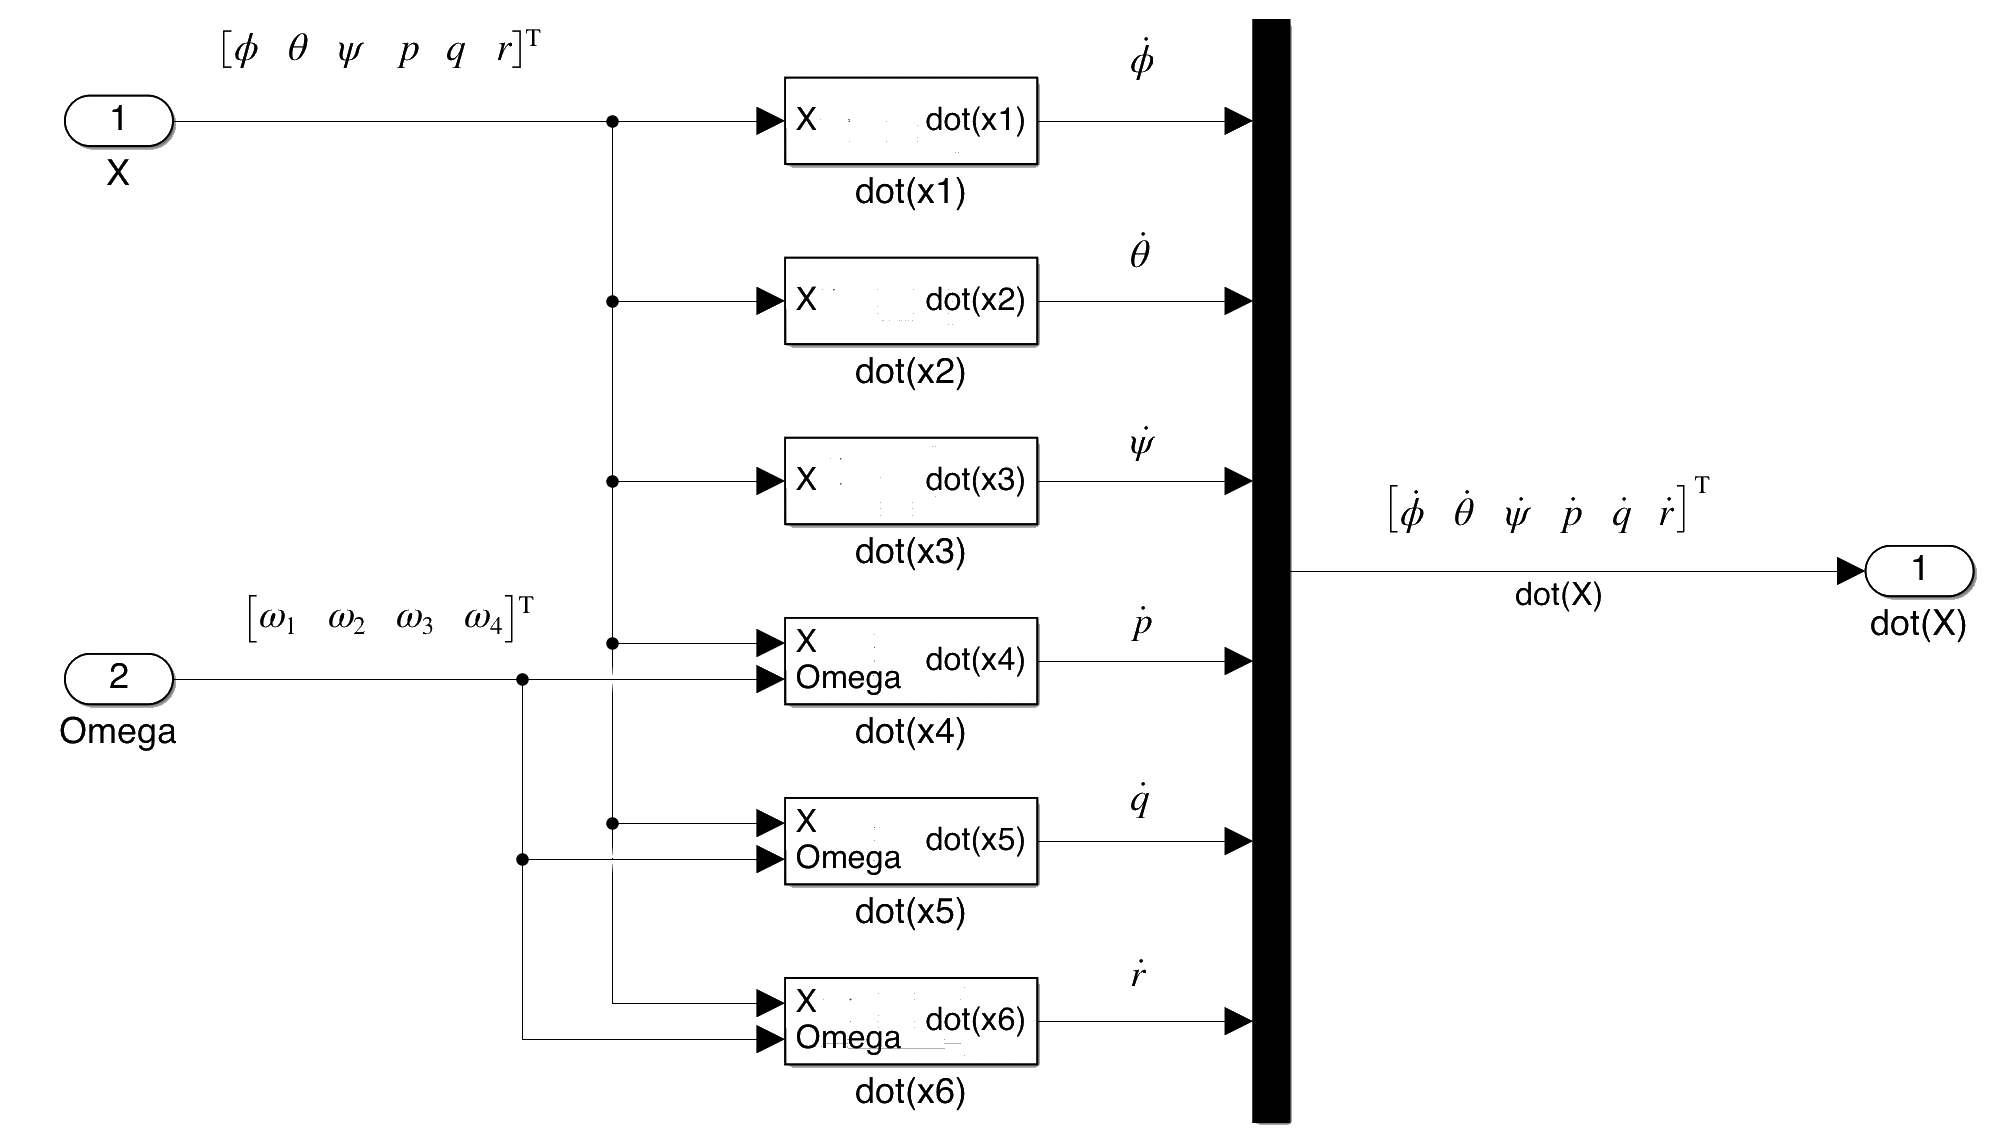 [ϕ θ ψ p q r]ᵀ
1
X
X dot(x1)
dot(x1)
ϕ̇
X dot(x2)
dot(x2)
θ̇
X dot(x3)
dot(x3)
ψ̇
[ω₁ ω₂ ω₃ ω₄]ᵀ
2
Omega
X
Omega
dot(x4)
dot(x4)
ṗ
X
Omega
dot(x5)
dot(x5)
q̇
X
Omega
dot(x6)
dot(x6)
ṙ
[ϕ̇ θ̇ ψ̇ ṗ q̇ ṙ]ᵀ
dot(X)
1
dot(X)